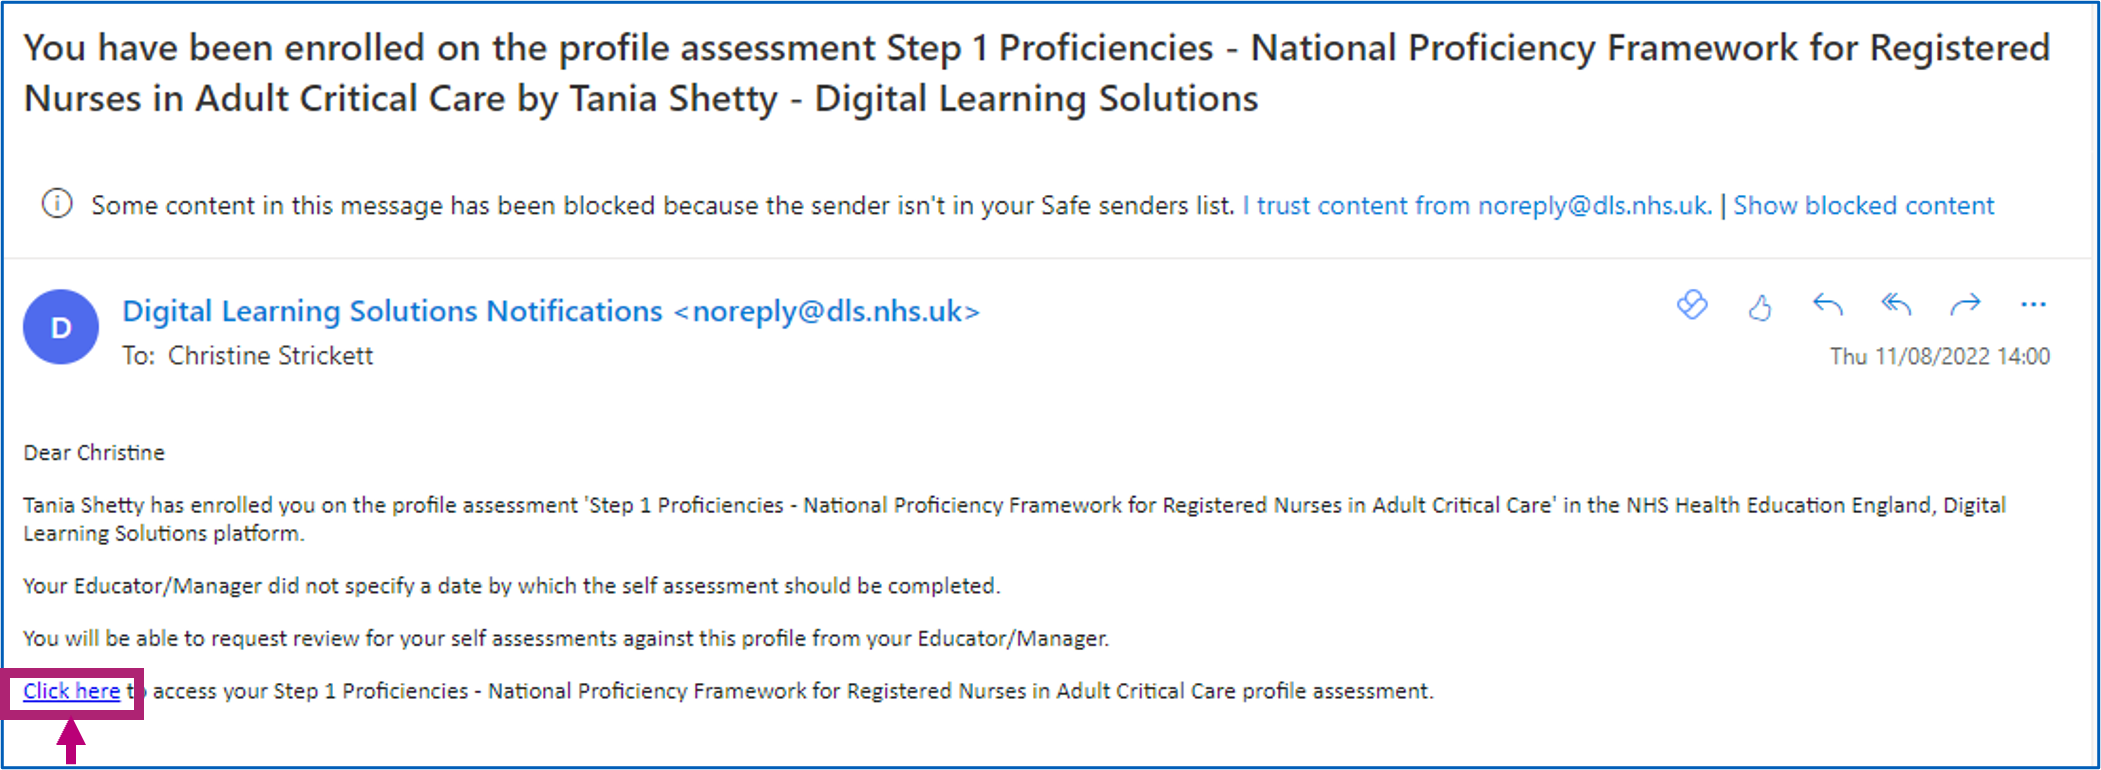 You have been enrolled on the profile assessment Step 1 Proficiencies - National Proficiency Framework for Registered
Nurses in Adult Critical Care by Tania Shetty - Digital Learning Solutions
Some content in this message has been blocked because the sender isn't in your Safe senders list. I trust content from noreply@dls.nhs.uk. | Show blocked content
D
Digital Learning Solutions Notifications <noreply@dls.nhs.uk>
To: Christine Strickett
Thu 11/08/2022 14:00
Dear Christine
Tania Shetty has enrolled you on the profile assessment 'Step 1 Proficiencies - National Proficiency Framework for Registered Nurses in Adult Critical Care' in the NHS Health Education England, Digital
Learning Solutions platform.
Your Educator/Manager did not specify a date by which the self assessment should be completed.
You will be able to request review for your self assessments against this profile from your Educator/Manager.
Click here to access your Step 1 Proficiencies - National Proficiency Framework for Registered Nurses in Adult Critical Care profile assessment.